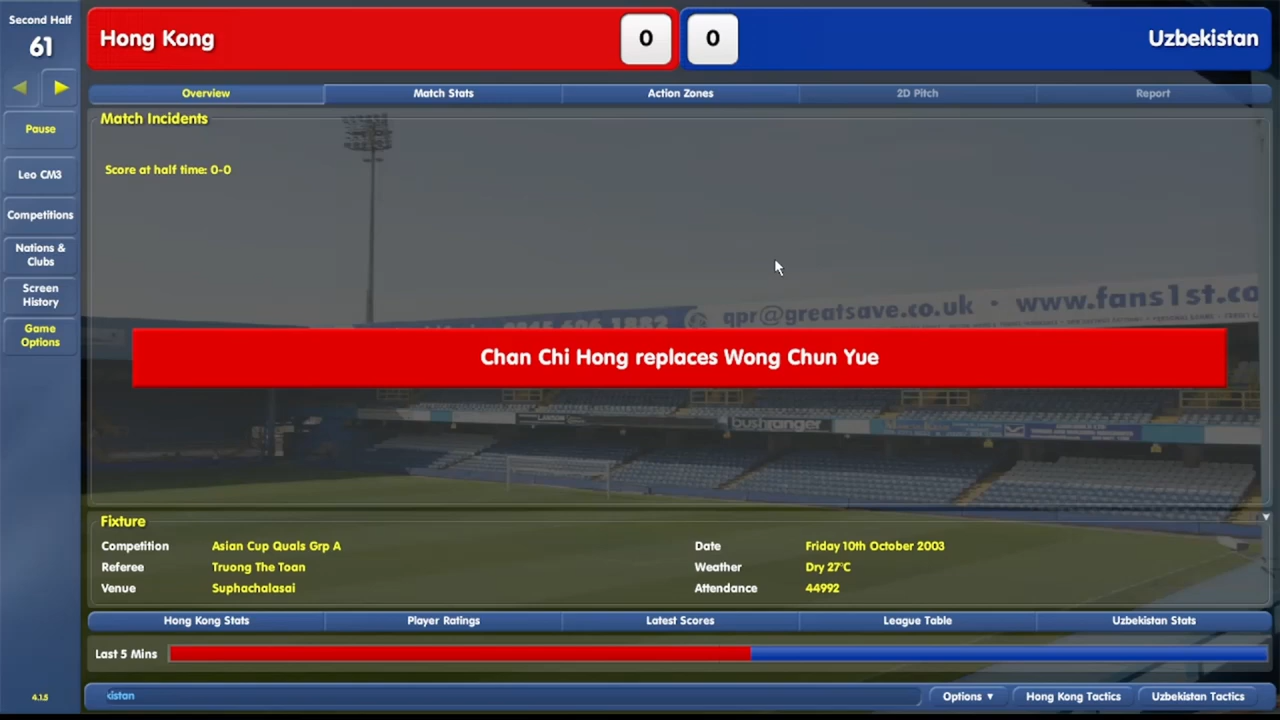 Second Half
61
Hong Kong 0 0 Uzbekistan
Overview Match Stats Action Zones 2D Pitch Report
Pause
Leo CM3
Competitions
Nations &
Clubs
Screen
History
Game
Options
4.1.5
Match Incidents
Score at half time: 0-0
qpr@greatsave.co.uk • www.fans1st.co
Chan Chi Hong replaces Wong Chun Yue
bushranger
Fixture
Competition Asian Cup Quals Grp A Date Friday 10th October 2003
Referee Truong The Toan Weather Dry 27°C
Venue Suphachalasai Attendance 44992
Hong Kong Stats Player Ratings Latest Scores League Table Uzbekistan Stats
Last 5 Mins
kistan Options ▼ Hong Kong Tactics Uzbekistan Tactics